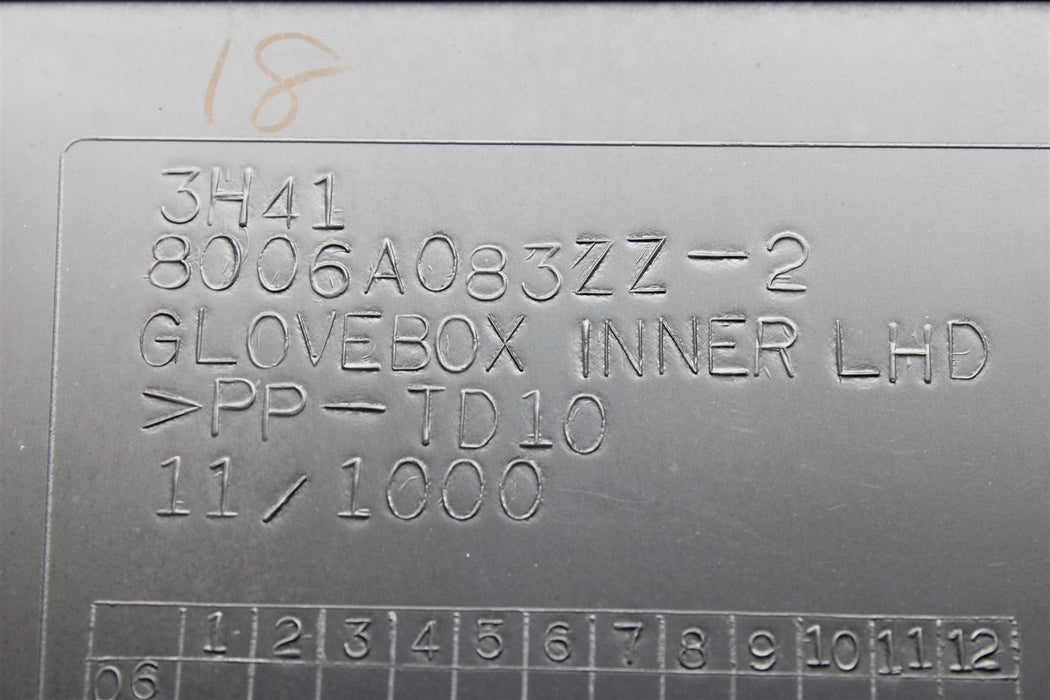 18
3H41
8006A083ZZ-2
GLOVEBOX INNER LHD
>PP-TD10
11/1000
1 2 3 4 5 6 7 8 9 10 11 12
06